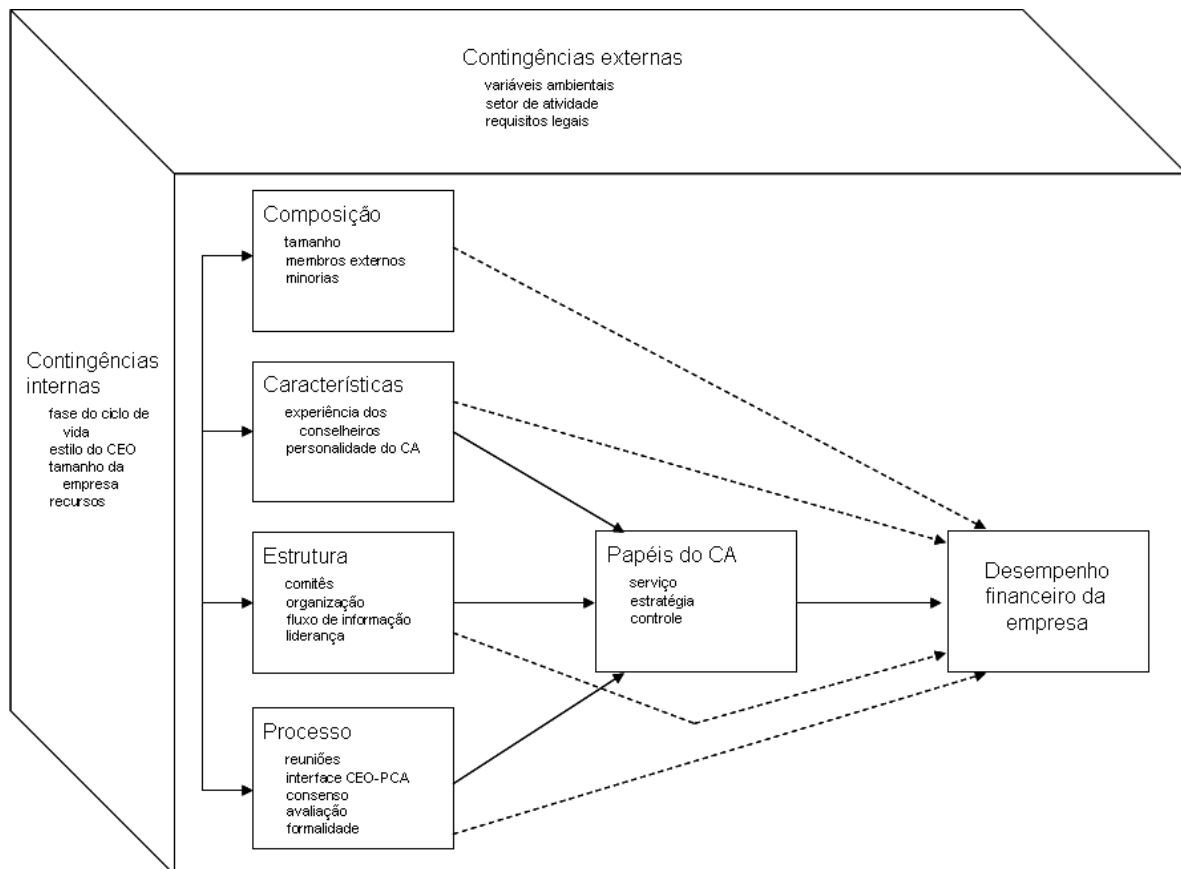 Contingências externas
variáveis ambientais
setor de atividade
requisitos legais
Contingências
internas
fase do ciclo de
vida
estilo do CEO
tamanho da
empresa
recursos
Composição
tamanho
membros externos
minorias
Características
experiência dos
conselheiros
personalidade do CA
Estrutura
comitês
organização
fluxo de informação
liderança
Processo
reuniões
interface CEO-PCA
consenso
avaliação
formalidade
Papéis do CA
serviço
estratégia
controle
Desempenho
financeiro da
empresa